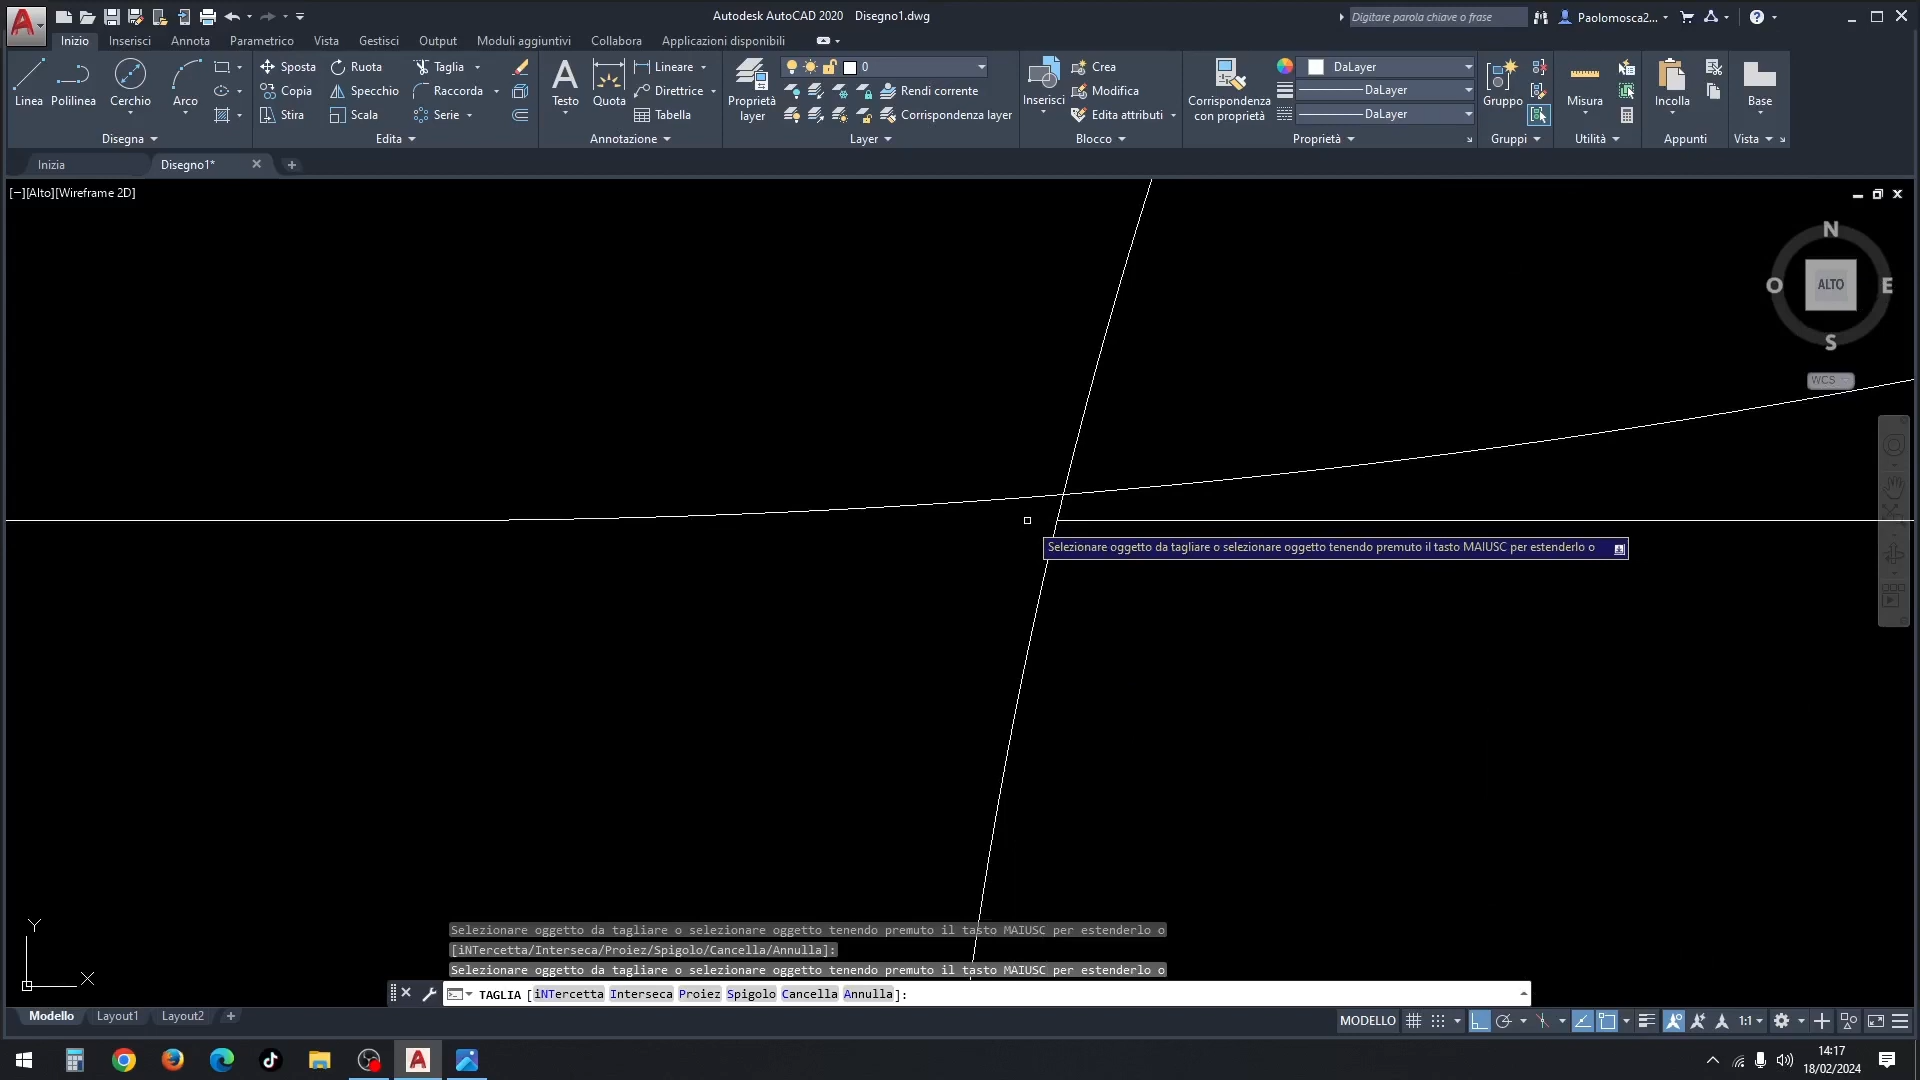 Autodesk AutoCAD 2020 Disegno1.dwg
Digitare parola chiave o frase
Paolomosca2...
Inizio Inserisci Annota Parametrico Vista Gestisci Output Moduli aggiuntivi Collabora Applicazioni disponibili
Linea Polilinea Cerchio Arco
Sposta Ruota Taglia
Copia Specchio Raccorda
Stira Scala Serie
Testo Quota
Lineare
Direttrice
Tabella
Proprietà layer
0
Rendi corrente
Corrispondenza layer
Inserisci
Crea
Modifica
Edita attributi
Corrispondenza con proprietà
DaLayer
DaLayer
DaLayer
Gruppo
Misura
Incolla
Base
Disegna Edita Annotazione Layer Blocco Proprietà Gruppi Utilità Appunti Vista
Inizia Disegno1*
[−][Alto][Wireframe 2D]
N
O ALTO E
S
WCS
Selezionare oggetto da tagliare o selezionare oggetto tenendo premuto il tasto MAIUSC per estenderlo o
Y
X
Selezionare oggetto da tagliare o selezionare oggetto tenendo premuto il tasto MAIUSC per estenderlo o
[iNTercetta/Interseca/Proiez/Spigolo/Cancella/Annulla]:
Selezionare oggetto da tagliare o selezionare oggetto tenendo premuto il tasto MAIUSC per estenderlo o
TAGLIA [iNTercetta Interseca Proiez Spigolo Cancella Annulla]:
Modello Layout1 Layout2 +
MODELLO 1:1
14:17
18/02/2024